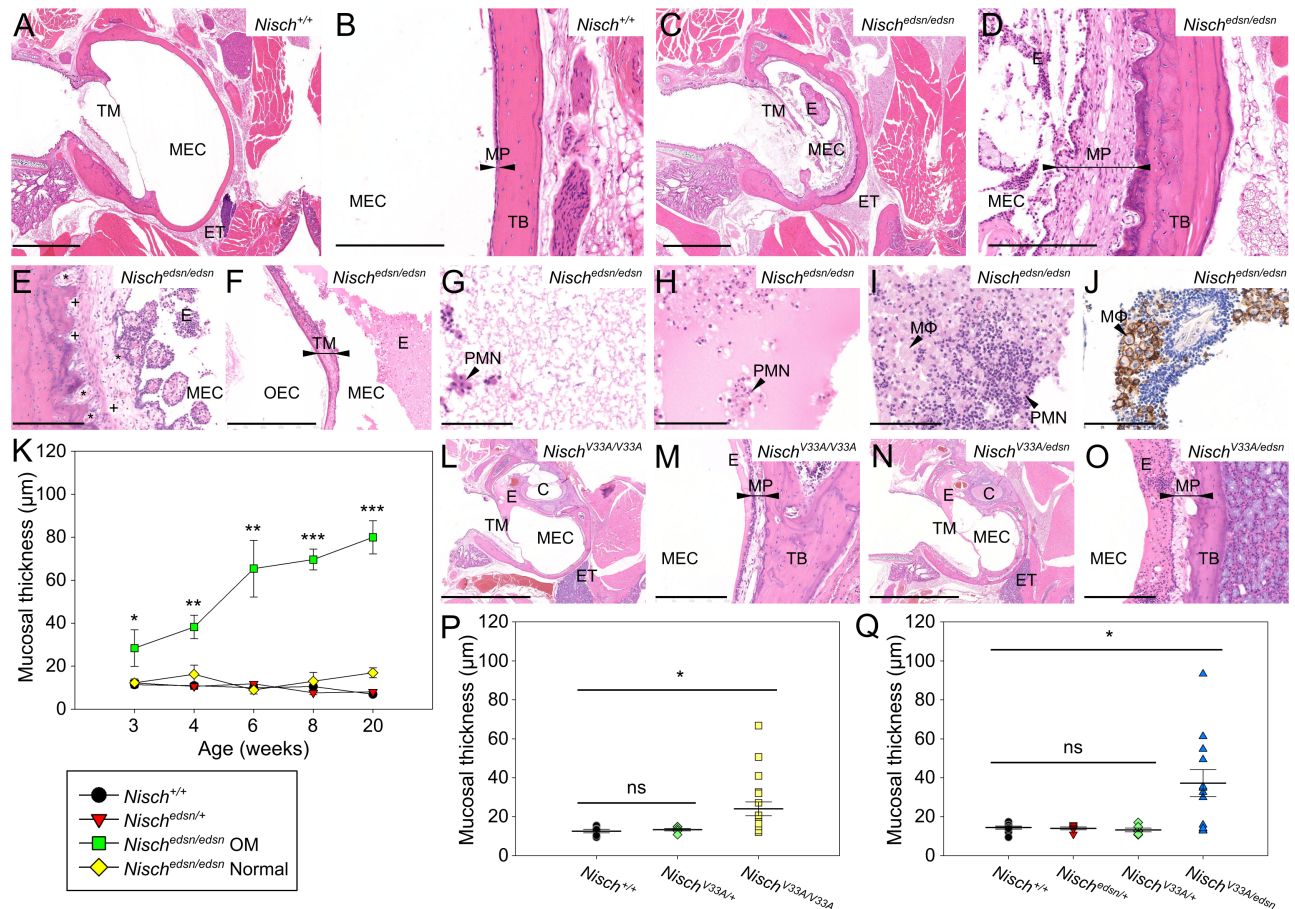 A
Nisch+/+
TM
MEC
ET
B
Nisch+/+
MP
MEC
TB
C
Nischedsn/edsn
TM
E
MEC
ET
D
Nischedsn/edsn
E
MP
MEC
TB
E
Nischedsn/edsn
*
+
+
E
*
MEC
*
*
+
F
Nischedsn/edsn
TM
E
OEC
MEC
G
Nischedsn/edsn
PMN
H
Nischedsn/edsn
PMN
I
Nischedsn/edsn
MΦ
PMN
J
Nischedsn/edsn
MΦ
K
Mucosal thickness (µm)
120
100
80
60
40
20
0
*
**
**
***
***
3
4
6
8
20
Age (weeks)
Nisch+/+
Nischedsn/+
Nischedsn/edsn OM
Nischedsn/edsn Normal
L
NischV33A/V33A
E
C
TM
MEC
ET
M
NischV33A/V33A
E
MP
MEC
TB
N
NischV33A/edsn
E
C
TM
MEC
ET
O
NischV33A/edsn
E
MP
MEC
TB
P
Mucosal thickness (µm)
120
100
80
60
40
20
0
*
ns
Nisch+/+
NischV33A/+
NischV33A/V33A
Q
Mucosal thickness (µm)
120
100
80
60
40
20
0
*
ns
Nisch+/+
Nischedsn/+
NischV33A/+
NischV33A/edsn